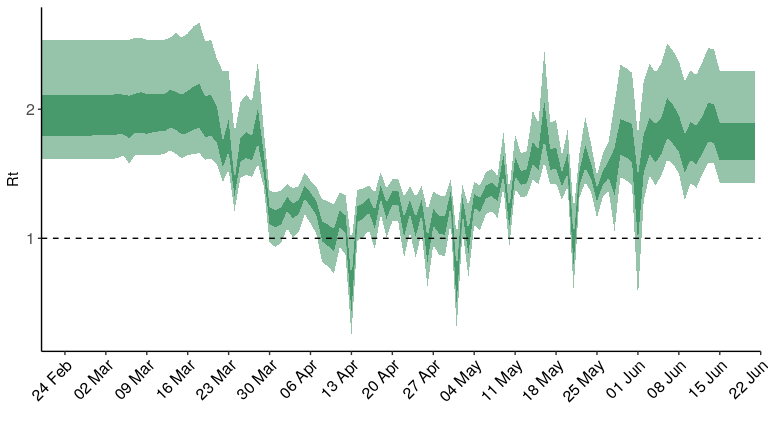 Rt
2
1
24 Feb
02 Mar
09 Mar
16 Mar
23 Mar
30 Mar
06 Apr
13 Apr
20 Apr
27 Apr
04 May
11 May
18 May
25 May
01 Jun
08 Jun
15 Jun
22 Jun